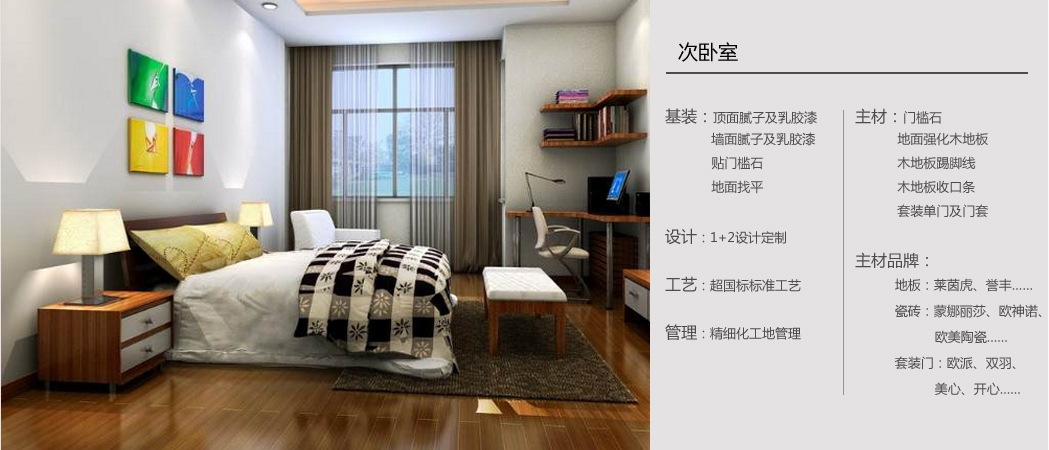 次卧室
基装：顶面腻子及乳胶漆
墙面腻子及乳胶漆
贴门槛石
地面找平
设计：1+2设计定制
工艺：超国标标准工艺
管理：精细化工地管理
主材：门槛石
地面强化木地板
木地板踢脚线
木地板收口条
套装单门及门套
主材品牌：
地板：莱茵虎、誉丰......
瓷砖：蒙娜丽莎、欧神诺、
欧美陶瓷......
套装门：欧派、双羽、
美心、开心......